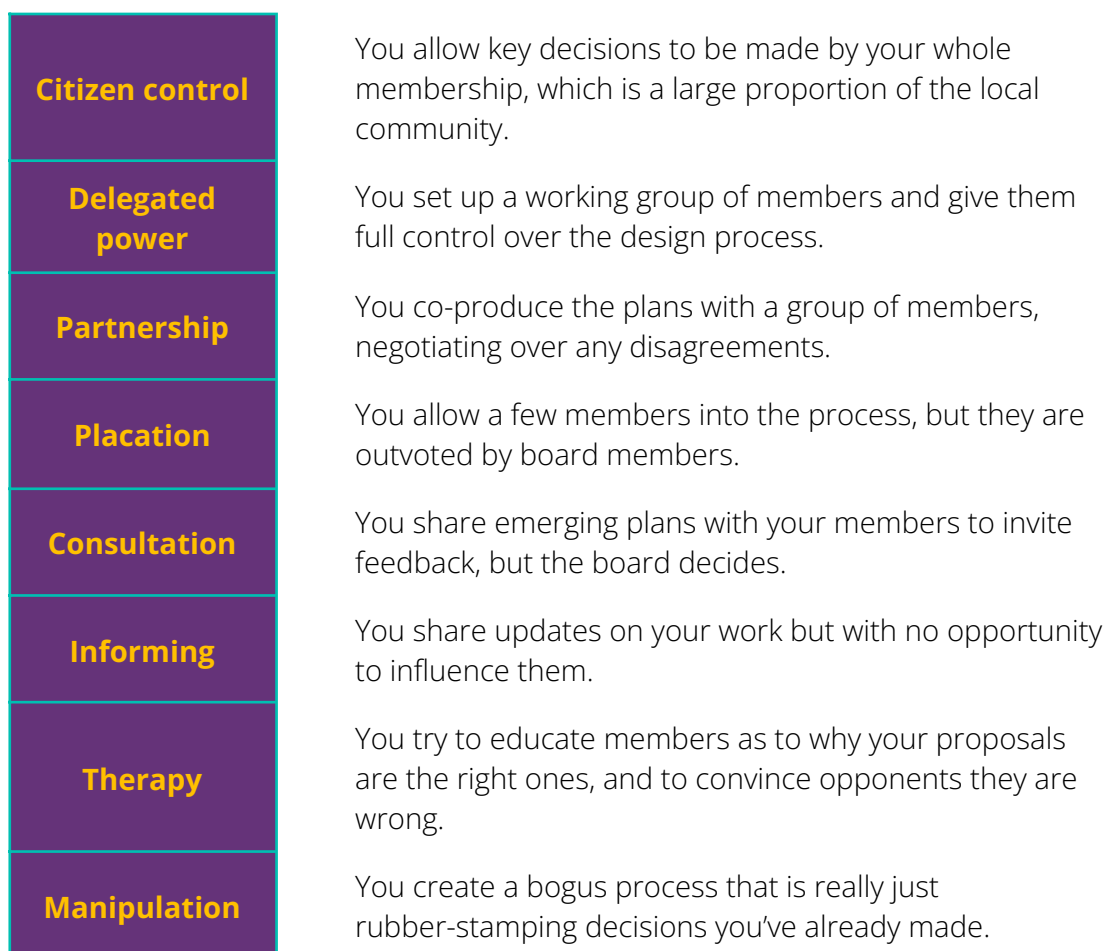 Citizen control
You allow key decisions to be made by your whole
membership, which is a large proportion of the local
community.
Delegated
power
You set up a working group of members and give them
full control over the design process.
Partnership
You co-produce the plans with a group of members,
negotiating over any disagreements.
Placation
You allow a few members into the process, but they are
outvoted by board members.
Consultation
You share emerging plans with your members to invite
feedback, but the board decides.
Informing
You share updates on your work but with no opportunity
to influence them.
Therapy
You try to educate members as to why your proposals
are the right ones, and to convince opponents they are
wrong.
Manipulation
You create a bogus process that is really just
rubber-stamping decisions you’ve already made.